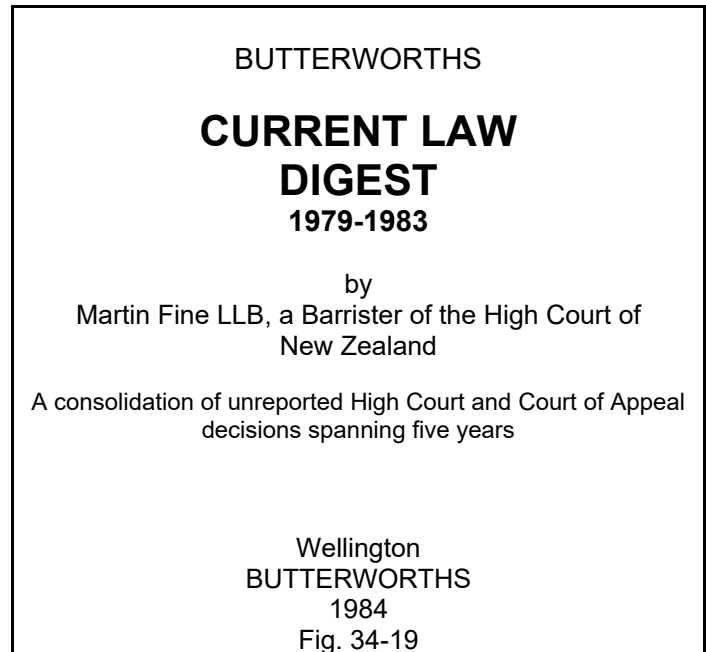 BUTTERWORTHS
CURRENT LAW
DIGEST
1979-1983
by
Martin Fine LLB, a Barrister of the High Court of
New Zealand
A consolidation of unreported High Court and Court of Appeal
decisions spanning five years
Wellington
BUTTERWORTHS
1984
Fig. 34-19